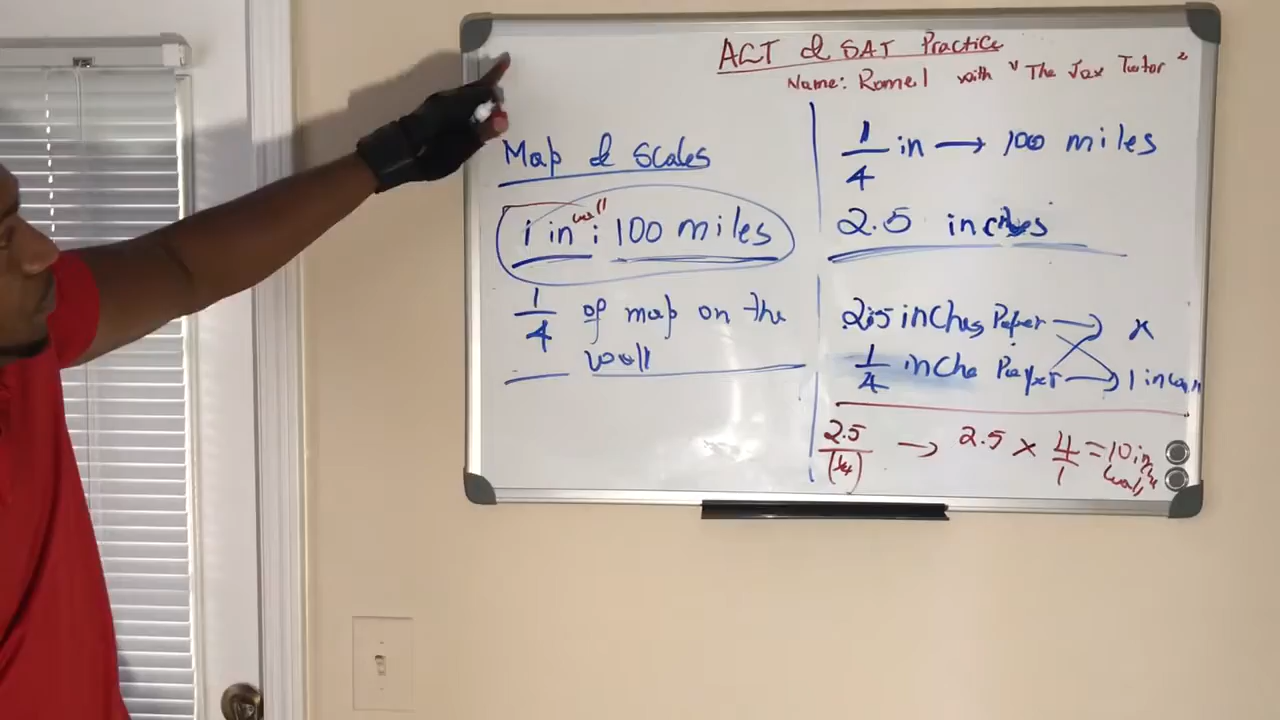 ACT & SAT Practice
Name: Romel with "The Jax Tutor"
Map & Scales
1 in wall : 100 miles
1/4 of map on the
wall
1/4 in → 100 miles
2.5 inches
2.5 inches Paper → x
1/4 inche Paper → 1 in wall
2.5/(1/4) → 2.5 × 4/1 = 10 in
wall